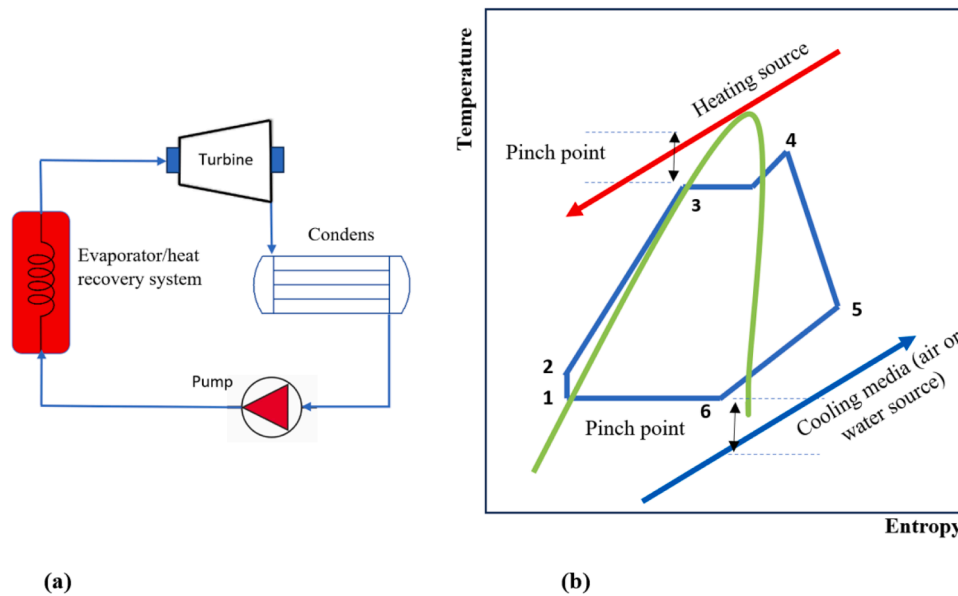 Turbine
Condens
Evaporator/heat
recovery system
Pump
(a)
Temperature
Heating source
Pinch point
4
3
5
2
1
6
Pinch point
Cooling media (air or
water source)
Entropy
(b)